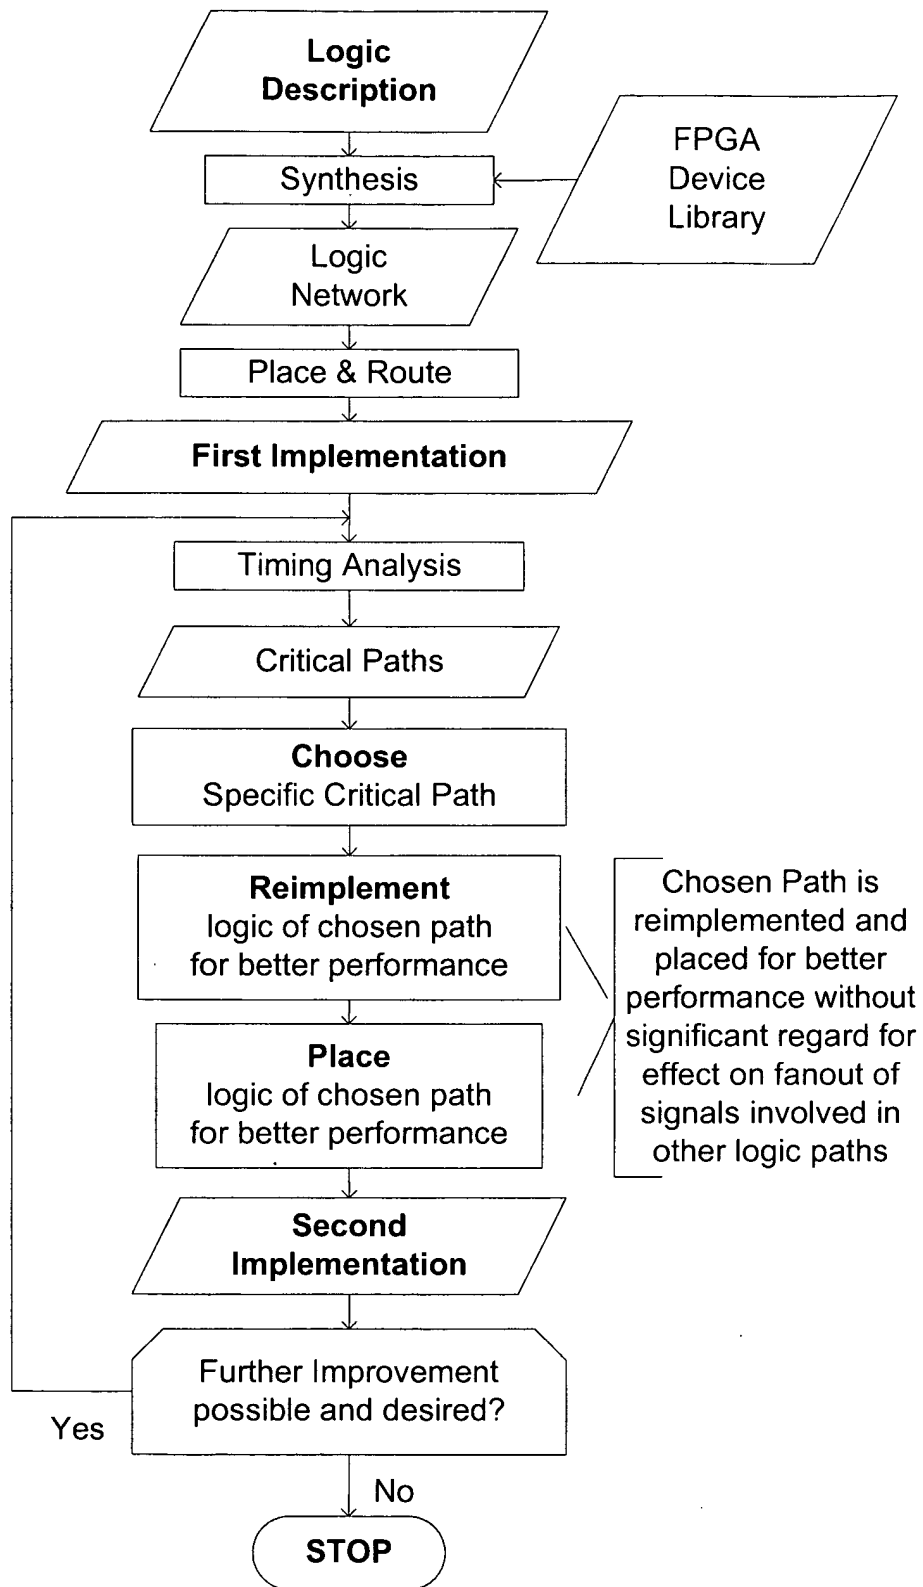 Logic
Description
FPGA
Device
Library
Synthesis
Logic
Network
Place & Route
First Implementation
Timing Analysis
Critical Paths
Choose
Specific Critical Path
Reimplement
logic of chosen path
for better performance
Chosen Path is
reimplemented and
placed for better
performance without
significant regard for
effect on fanout of
signals involved in
other logic paths
Place
logic of chosen path
for better performance
Second
Implementation
Further Improvement
possible and desired?
Yes
No
STOP